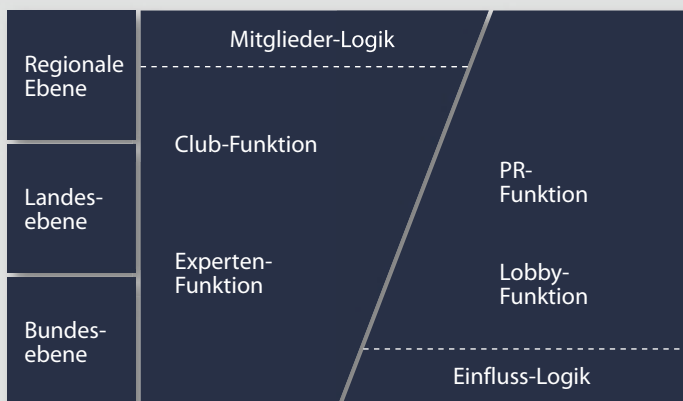 Regionale
Ebene
Landes-
ebene
Bundes-
ebene
Mitglieder-Logik
Club-Funktion
Experten-
Funktion
PR-
Funktion
Lobby-
Funktion
Einfluss-Logik